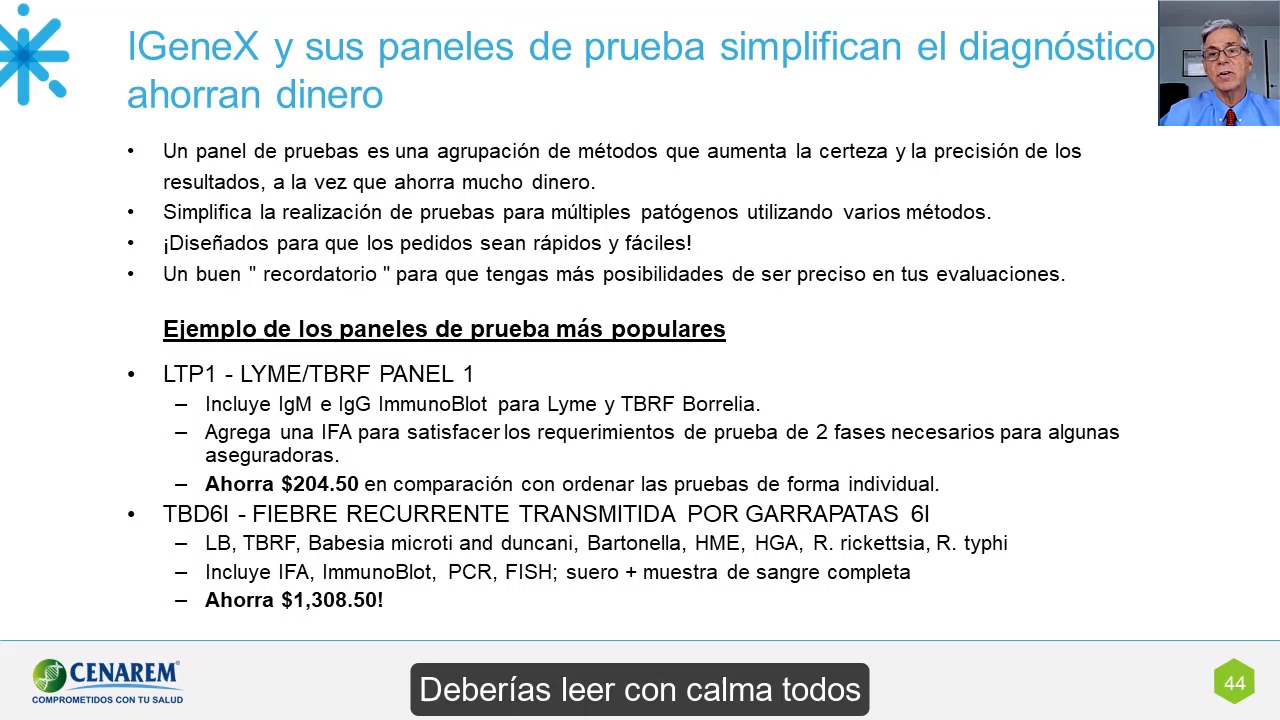 IGeneX y sus paneles de prueba simplifican el diagnóstico
ahorran dinero
• Un panel de pruebas es una agrupación de métodos que aumenta la certeza y la precisión de los
resultados, a la vez que ahorra mucho dinero.
• Simplifica la realización de pruebas para múltiples patógenos utilizando varios métodos.
• ¡Diseñados para que los pedidos sean rápidos y fáciles!
• Un buen " recordatorio " para que tengas más posibilidades de ser preciso en tus evaluaciones.
Ejemplo de los paneles de prueba más populares
• LTP1 - LYME/TBRF PANEL 1
– Incluye IgM e IgG ImmunoBlot para Lyme y TBRF Borrelia.
– Agrega una IFA para satisfacer los requerimientos de prueba de 2 fases necesarios para algunas
aseguradoras.
– Ahorra $204.50 en comparación con ordenar las pruebas de forma individual.
• TBD6I - FIEBRE RECURRENTE TRANSMITIDA POR GARRAPATAS 6I
– LB, TBRF, Babesia microti and duncani, Bartonella, HME, HGA, R. rickettsia, R. typhi
– Incluye IFA, ImmunoBlot, PCR, FISH; suero + muestra de sangre completa
– Ahorra $1,308.50!
CENAREM®
COMPROMETIDOS CON TU SALUD
Deberías leer con calma todos
44